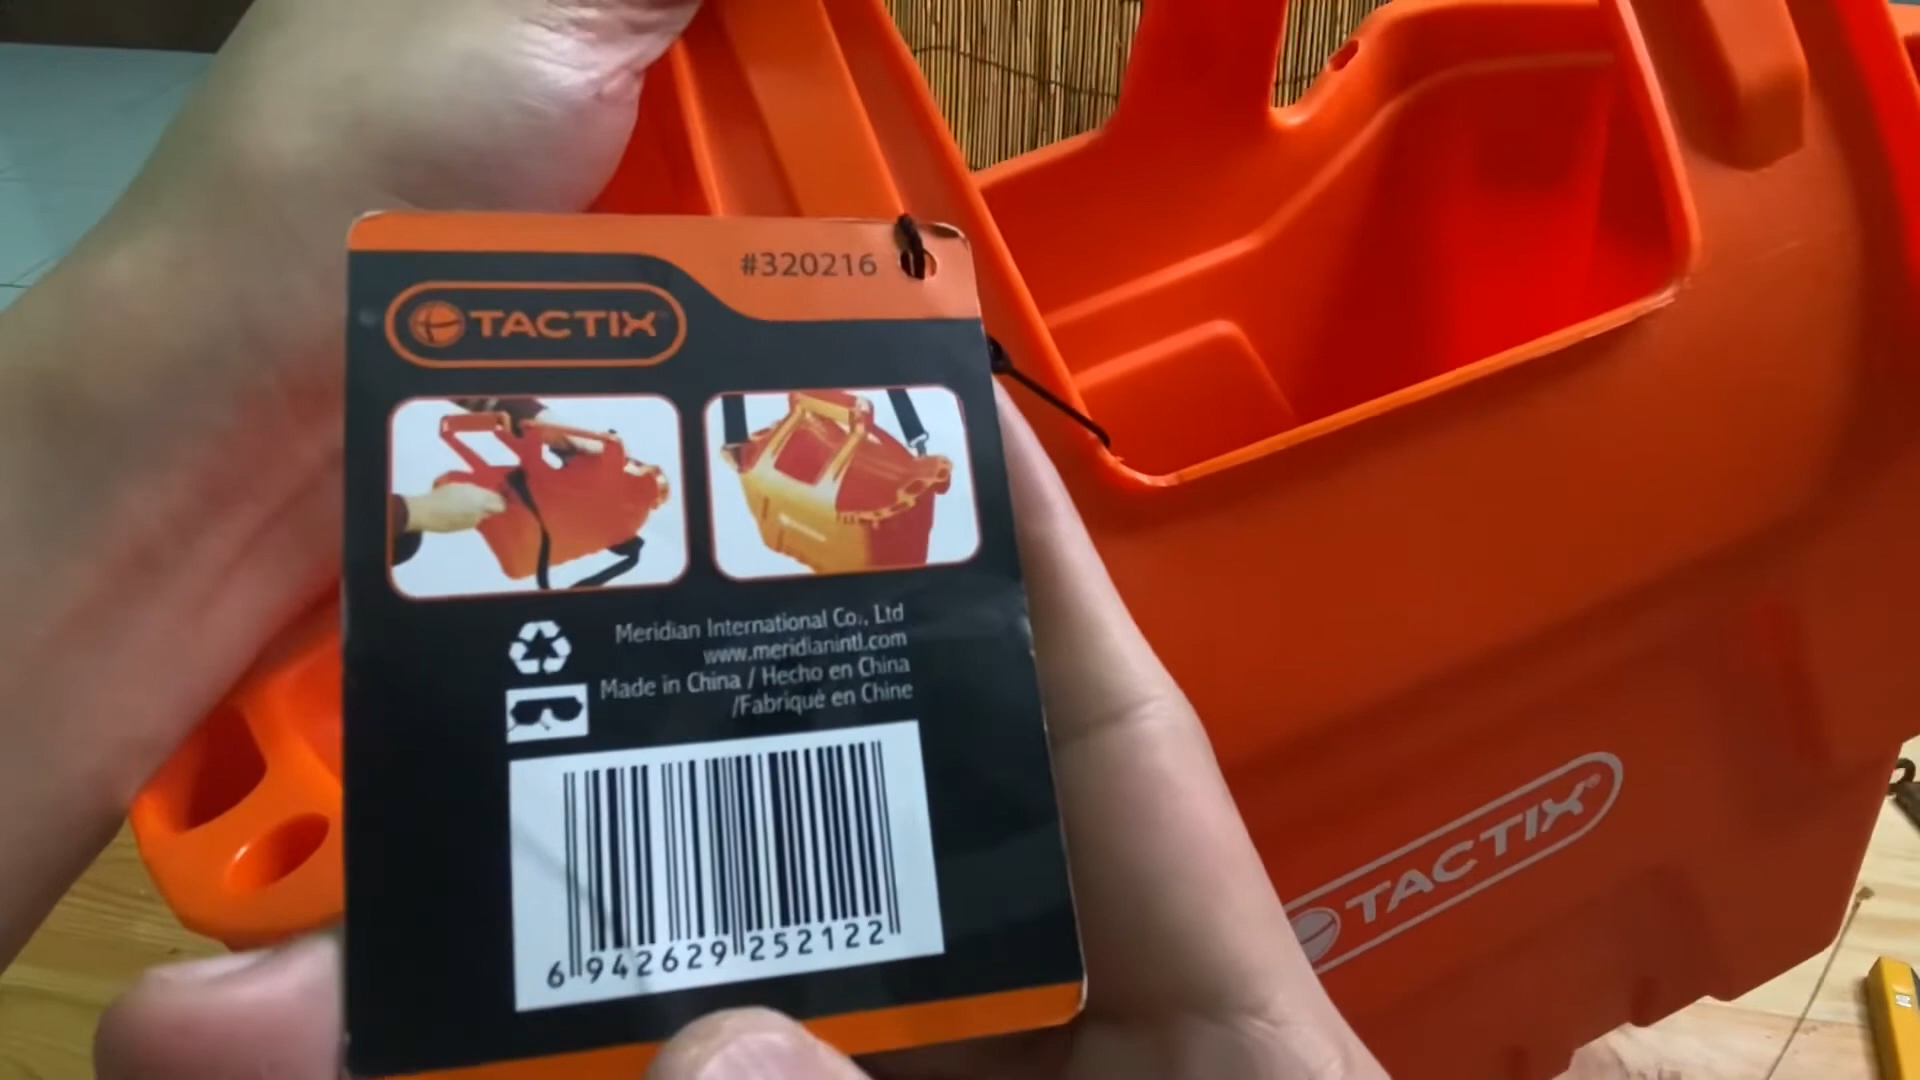 #320216
TACTIX
Meridian International Co., Ltd
www.meridianintl.com
Made in China / Hecho en China
/Fabriqué en Chine
6 942629 252122
TACTIX®